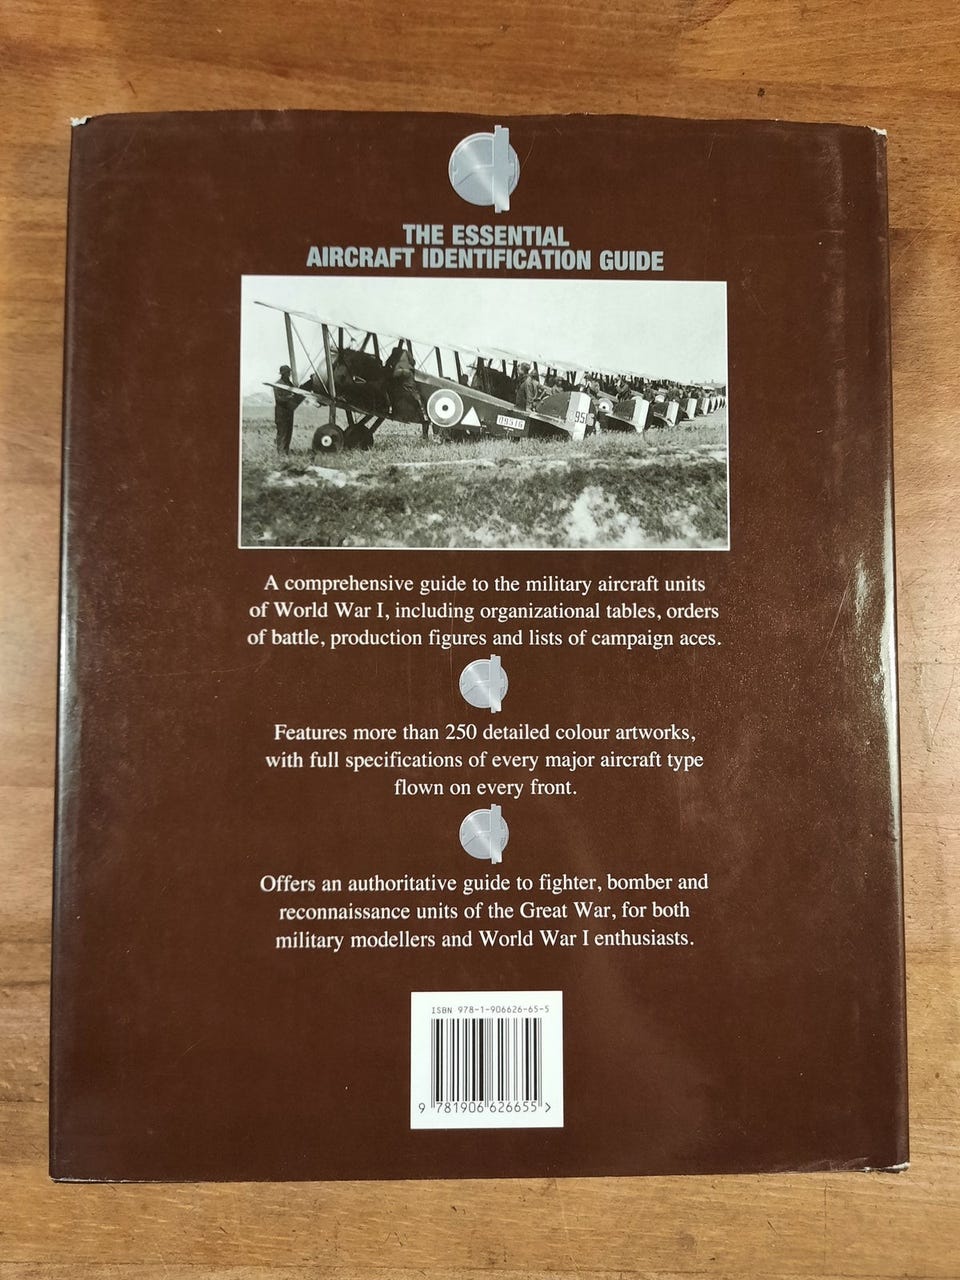 THE ESSENTIAL
AIRCRAFT IDENTIFICATION GUIDE
951
A comprehensive guide to the military aircraft units
of World War I, including organizational tables, orders
of battle, production figures and lists of campaign aces.
Features more than 250 detailed colour artworks,
with full specifications of every major aircraft type
flown on every front.
Offers an authoritative guide to fighter, bomber and
reconnaissance units of the Great War, for both
military modellers and World War I enthusiasts.
ISBN 978-1-906626-65-5
9 781906 626655 >